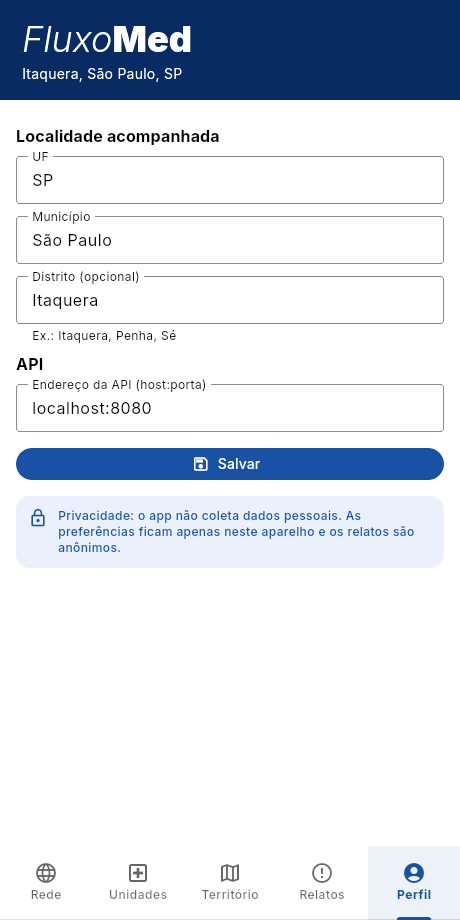 FluxoMed
Itaquera, São Paulo, SP
Localidade acompanhada
UF
SP
Município
São Paulo
Distrito (opcional)
Itaquera
Ex.: Itaquera, Penha, Sé
API
Endereço da API (host:porta)
localhost:8080
Salvar
Privacidade: o app não coleta dados pessoais. As
preferências ficam apenas neste aparelho e os relatos são
anônimos.
Rede
Unidades
Território
Relatos
Perfil